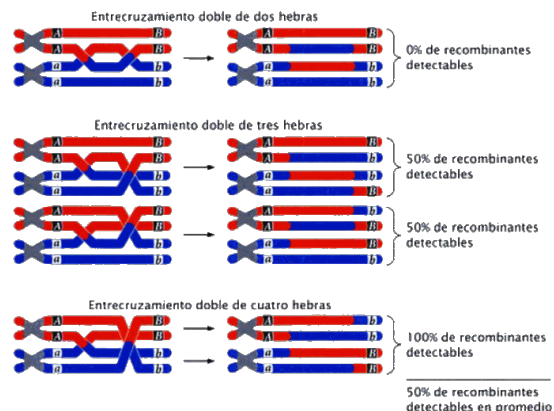 Entrecruzamiento doble de dos hebras
A B A B
A B A B
a b a b
a b a b
0% de recombinantes
detectables
Entrecruzamiento doble de tres hebras
A B A B
A B A b
a b a b
a b a B
50% de recombinantes
detectables
A B A b
A B A B
a b a B
a b a b
50% de recombinantes
detectables
Entrecruzamiento doble de cuatro hebras
A B A b
A B A b
a b a B
a b a B
100% de recombinantes
detectables
50% de recombinantes
detectables en promedio